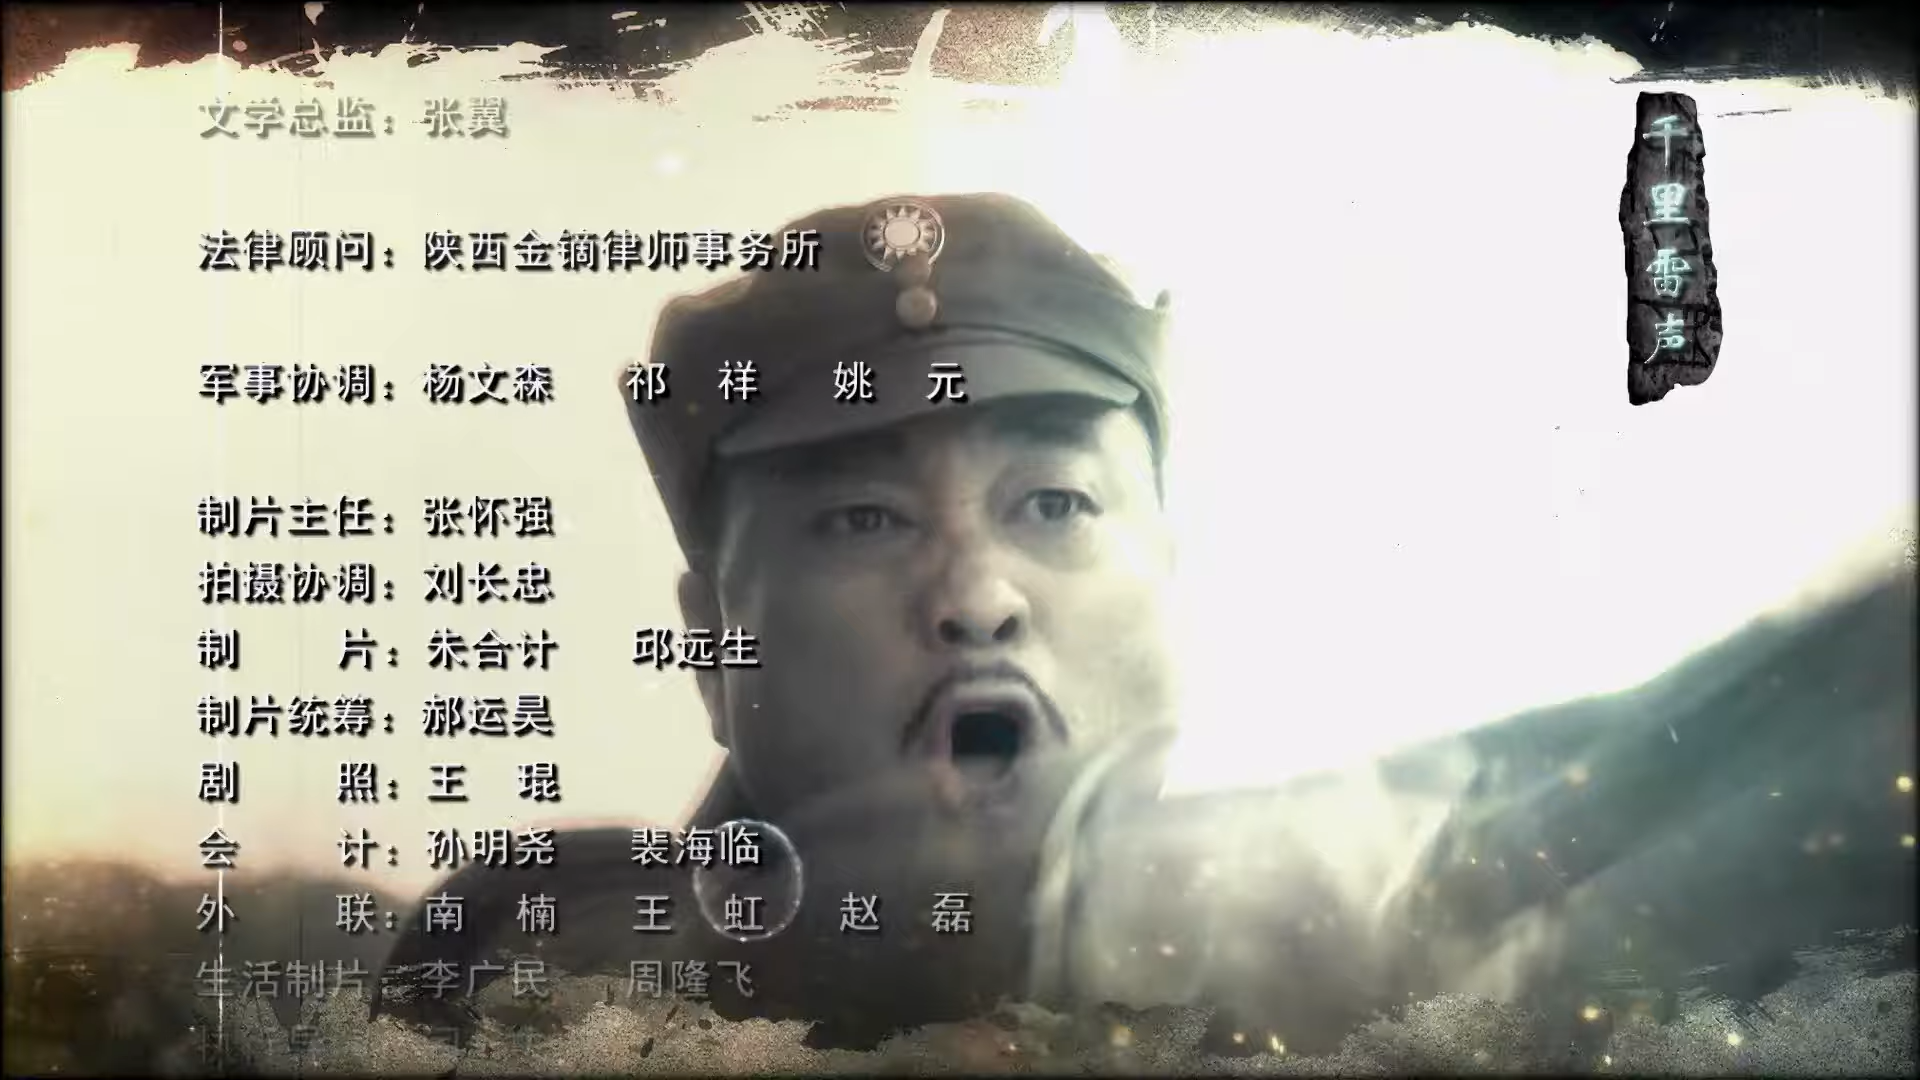 文学总监：张翼
千里雷声
法律顾问：陕西金镝律师事务所
军事协调：杨文森 祁 祥 姚 元
制片主任：张怀强
拍摄协调：刘长忠
制 片：朱合计 邱远生
制片统筹：郝运昊
剧 照：王 琨
会 计：孙明尧 裴海临
外 联：南 楠 王 虹 赵 磊
生活制片：李广民 周隆飞